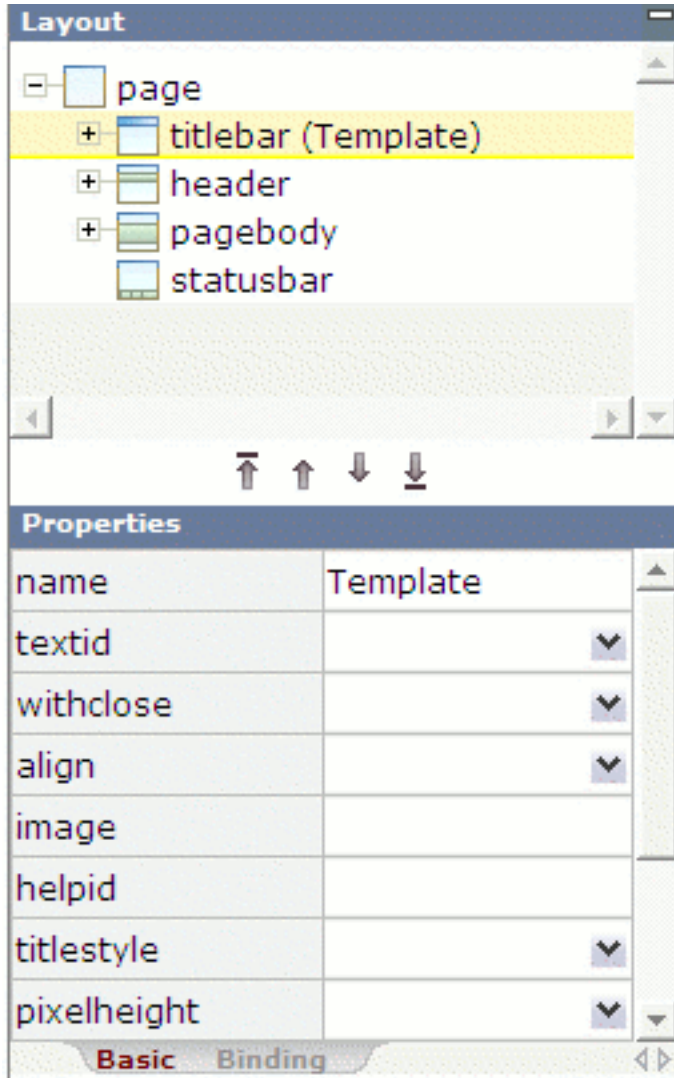 Layout
page
titlebar (Template)
header
pagebody
statusbar
Properties
name Template
textid
withclose
align
image
helpid
titlestyle
pixelheight
Basic Binding